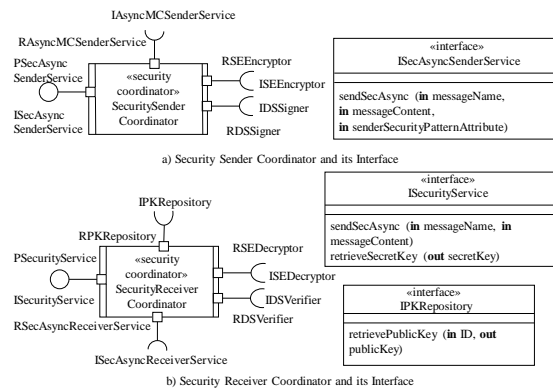 IAsyncMCSenderService
RAsyncMCSenderService
PSecAsync
SenderService
ISecAsync
SenderService
«security
coordinator»
SecuritySender
Coordinator
RSEEncryptor
ISEEncryptor
IDSSigner
RDSSigner
«interface»
ISecAsyncSenderService
sendSecAsync (in messageName,
in messageContent,
in senderSecurityPatternAttribute)
a) Security Sender Coordinator and its Interface
IPKRepository
RPKRepository
PSecurityService
ISecurityService
«security
coordinator»
SecurityReceiver
Coordinator
RSEDecryptor
ISEDecryptor
IDSVerifier
RDSVerifier
RSecAsyncReceiverService
ISecAsyncReceiverService
«interface»
ISecurityService
sendSecAsync (in messageName, in
messageContent)
retrieveSecretKey (out secretKey)
«interface»
IPKRepository
retrievePublicKey (in ID, out
publicKey)
b) Security Receiver Coordinator and its Interface